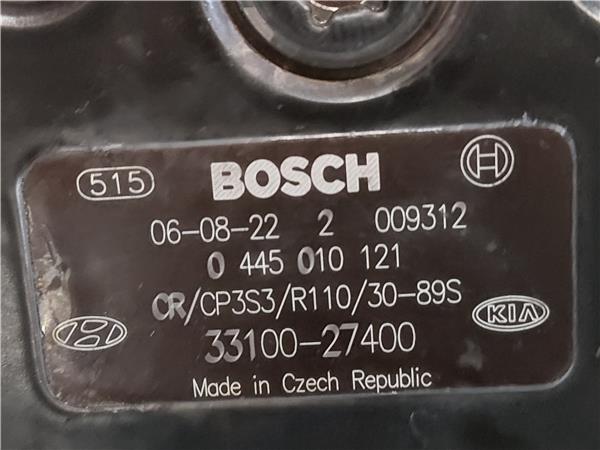 515 BOSCH
06-08-22 2 009312
0 445 010 121
CR/CP3S3/R110/30-89S
KIA
33100-27400
Made in Czech Republic